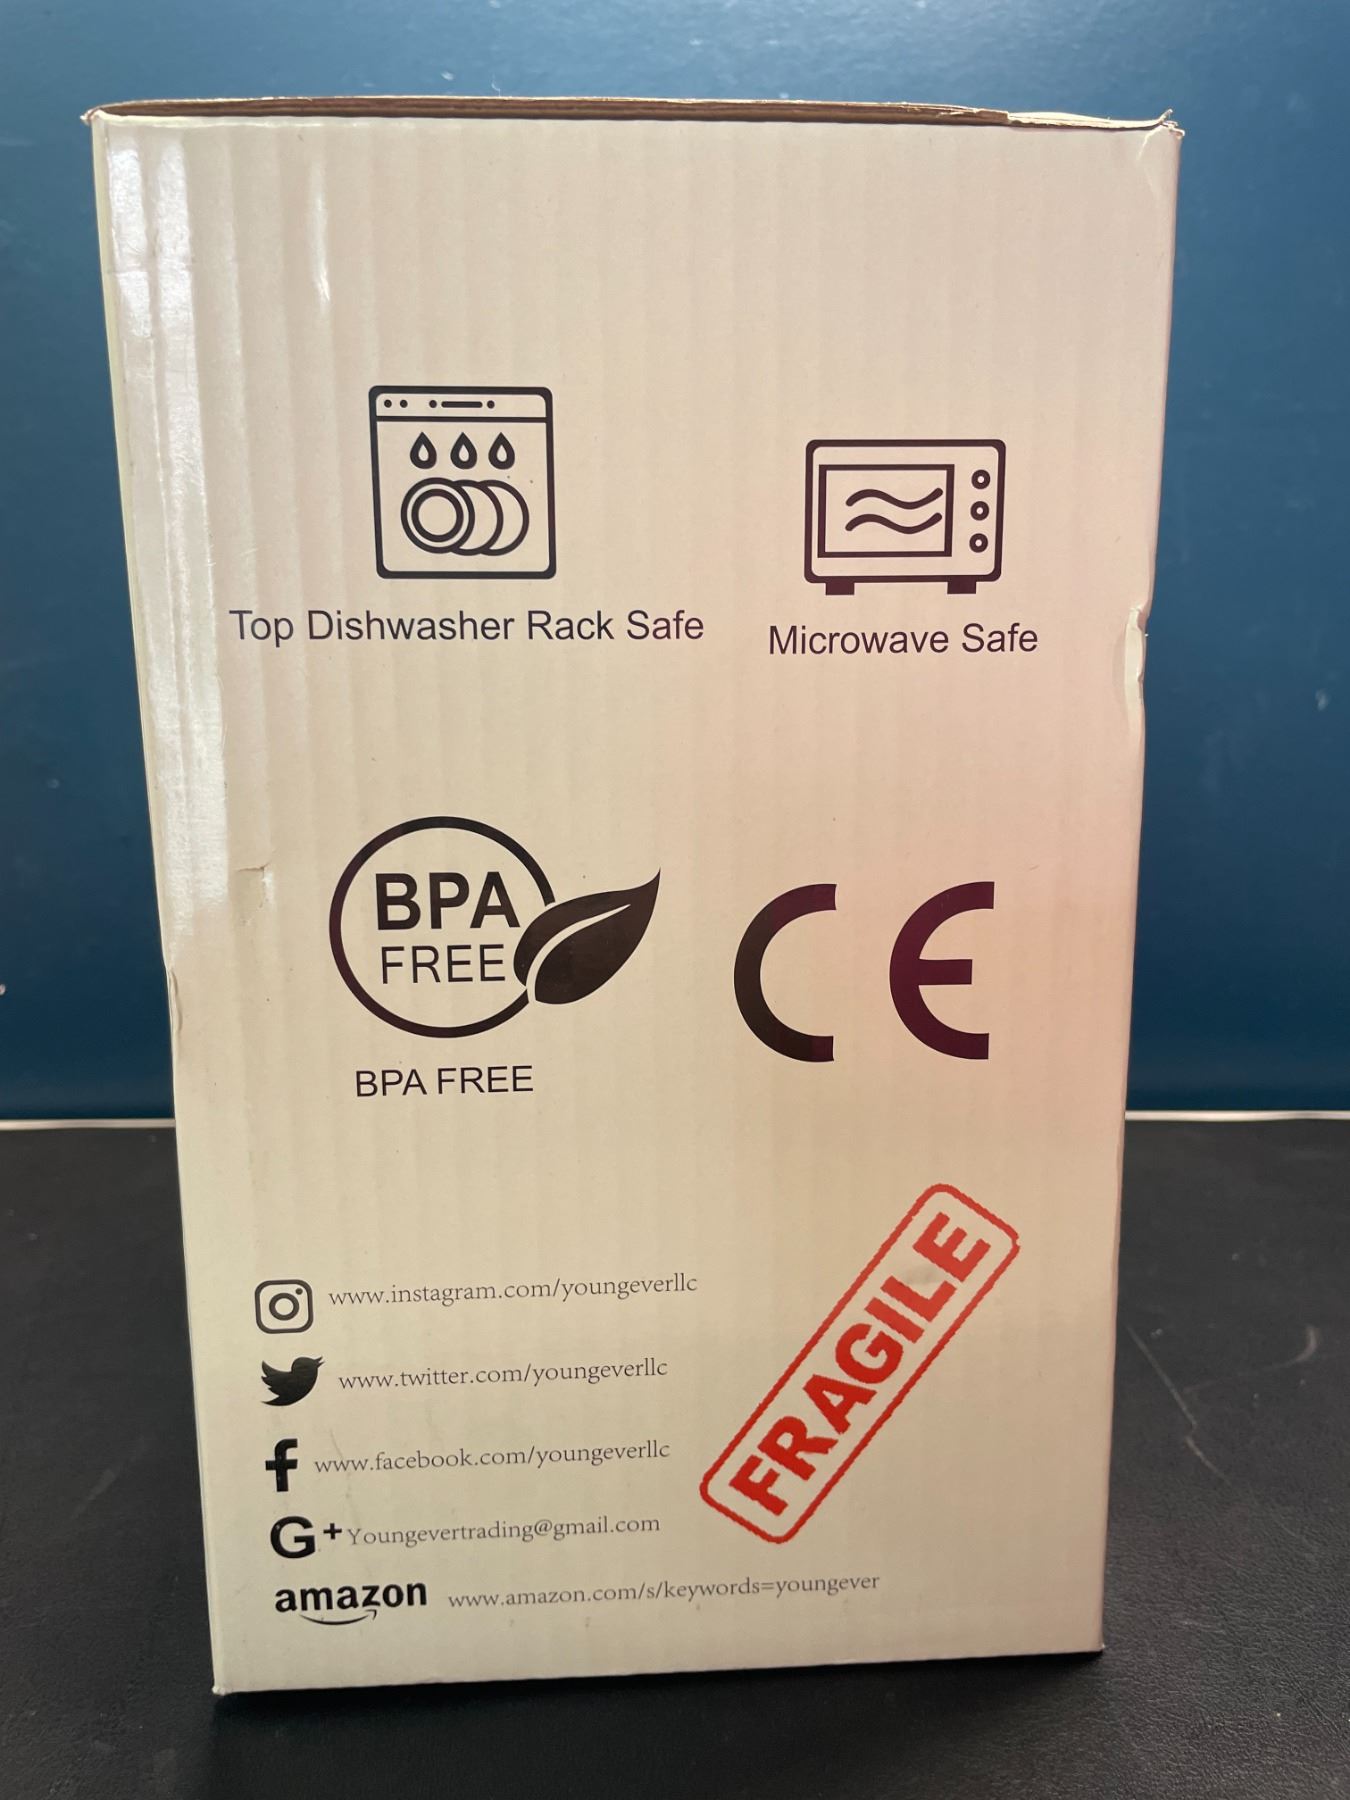 Top Dishwasher Rack Safe
Microwave Safe
BPA
FREE
BPA FREE
CE
www.instagram.com/youngeverllc
www.twitter.com/youngeverllc
f www.facebook.com/youngeverllc
G+ Youngevertrading@gmail.com
amazon www.amazon.com/s/keywords=youngever
FRAGILE